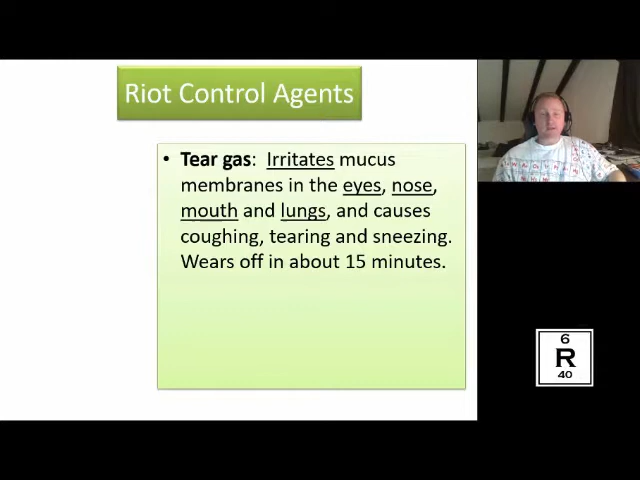 Riot Control Agents
• Tear gas: Irritates mucus
membranes in the eyes, nose,
mouth and lungs, and causes
coughing, tearing and sneezing.
Wears off in about 15 minutes.
6
R
40